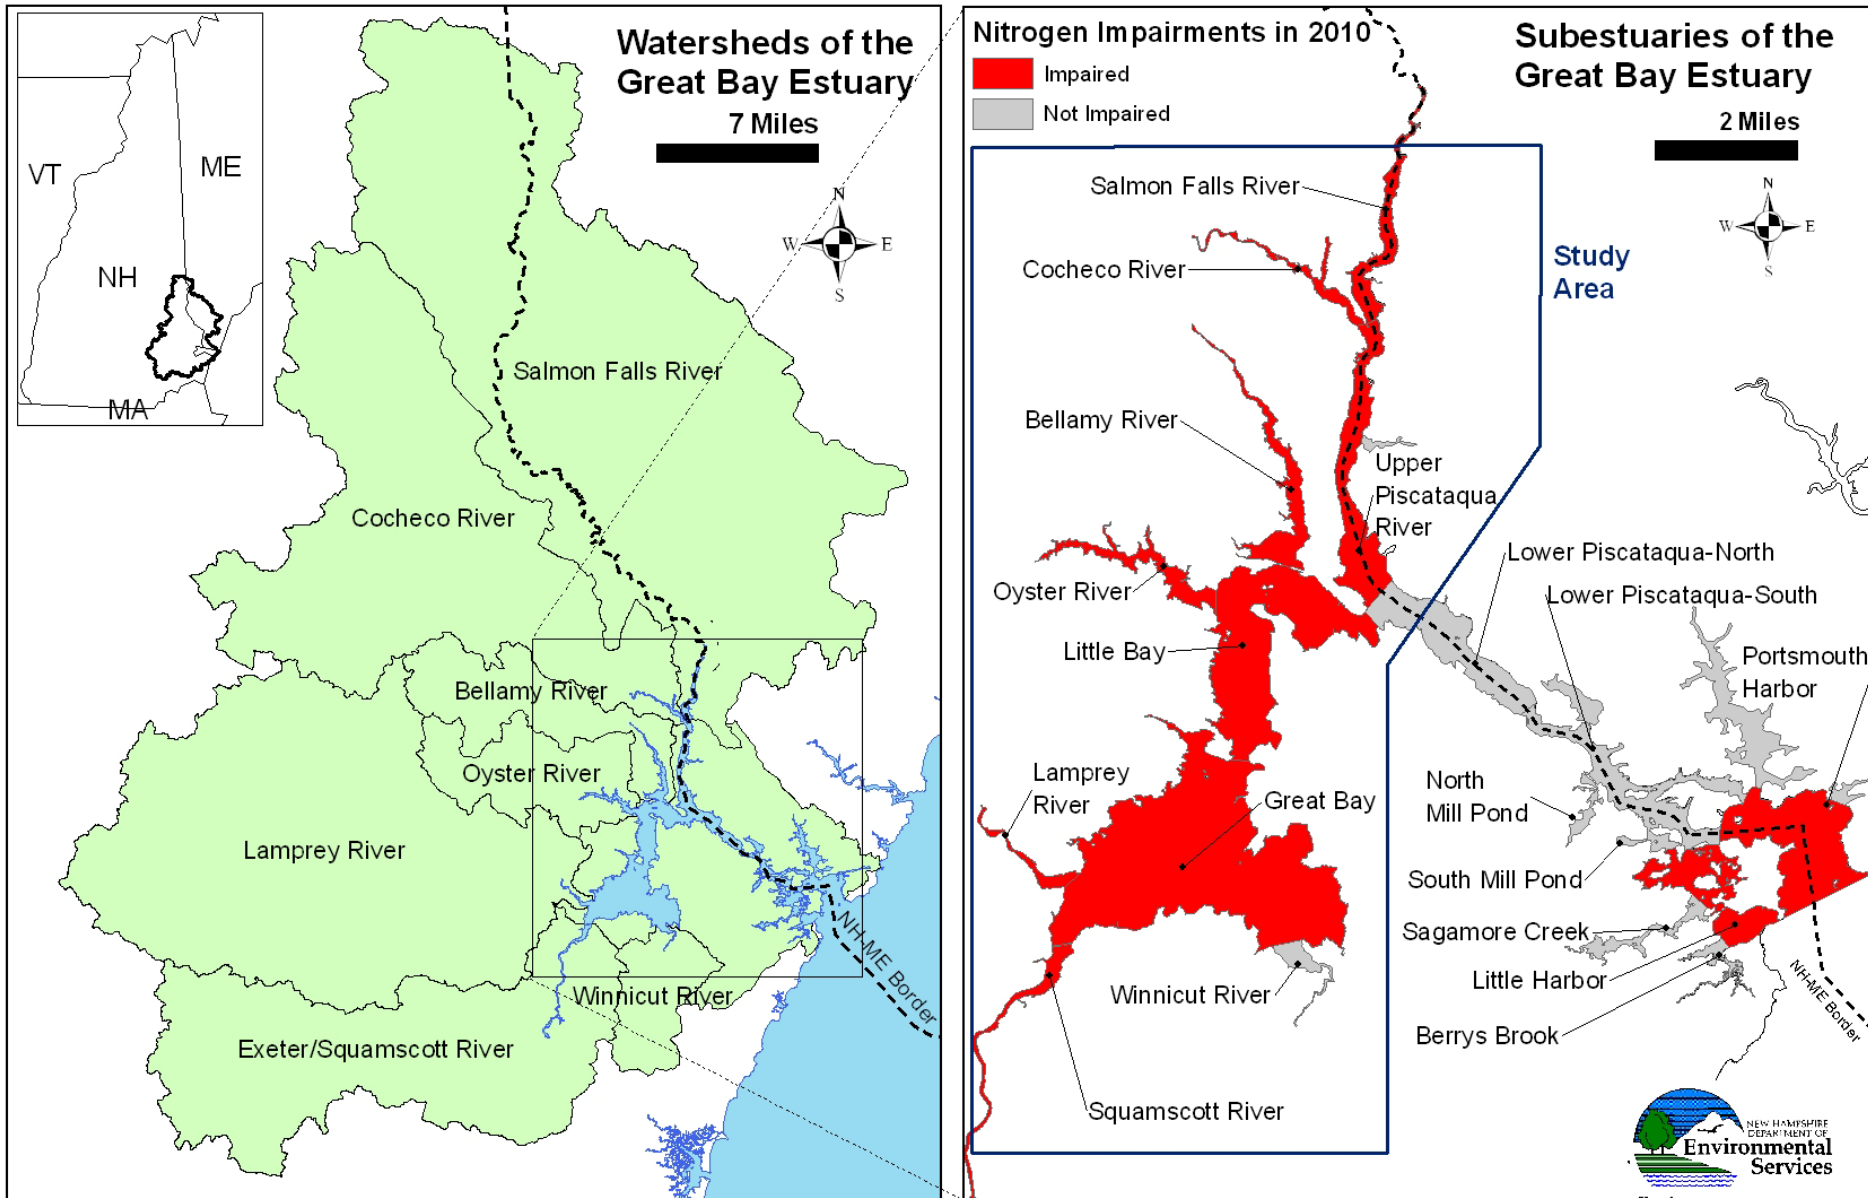 Watersheds of the
Great Bay Estuary
7 Miles
N
W
E
S
VT
ME
NH
MA
Salmon Falls River
Cocheco River
Bellamy River
Oyster River
Lamprey River
Winnicut River
Exeter/Squamscott River
NH-ME Border
Nitrogen Impairments in 2010
Impaired
Not Impaired
Subestuaries of the
Great Bay Estuary
2 Miles
N
W
E
S
Study
Area
Salmon Falls River
Cocheco River
Bellamy River
Upper
Piscataqua
River
Oyster River
Lower Piscataqua-North
Lower Piscataqua-South
Little Bay
Portsmouth
Harbor
Lamprey
River
Great Bay
North
Mill Pond
South Mill Pond
Sagamore Creek
Little Harbor
Winnicut River
Berrys Brook
NH-ME Border
Squamscott River
NEW HAMPSHIRE
DEPARTMENT OF
Environmental
Services